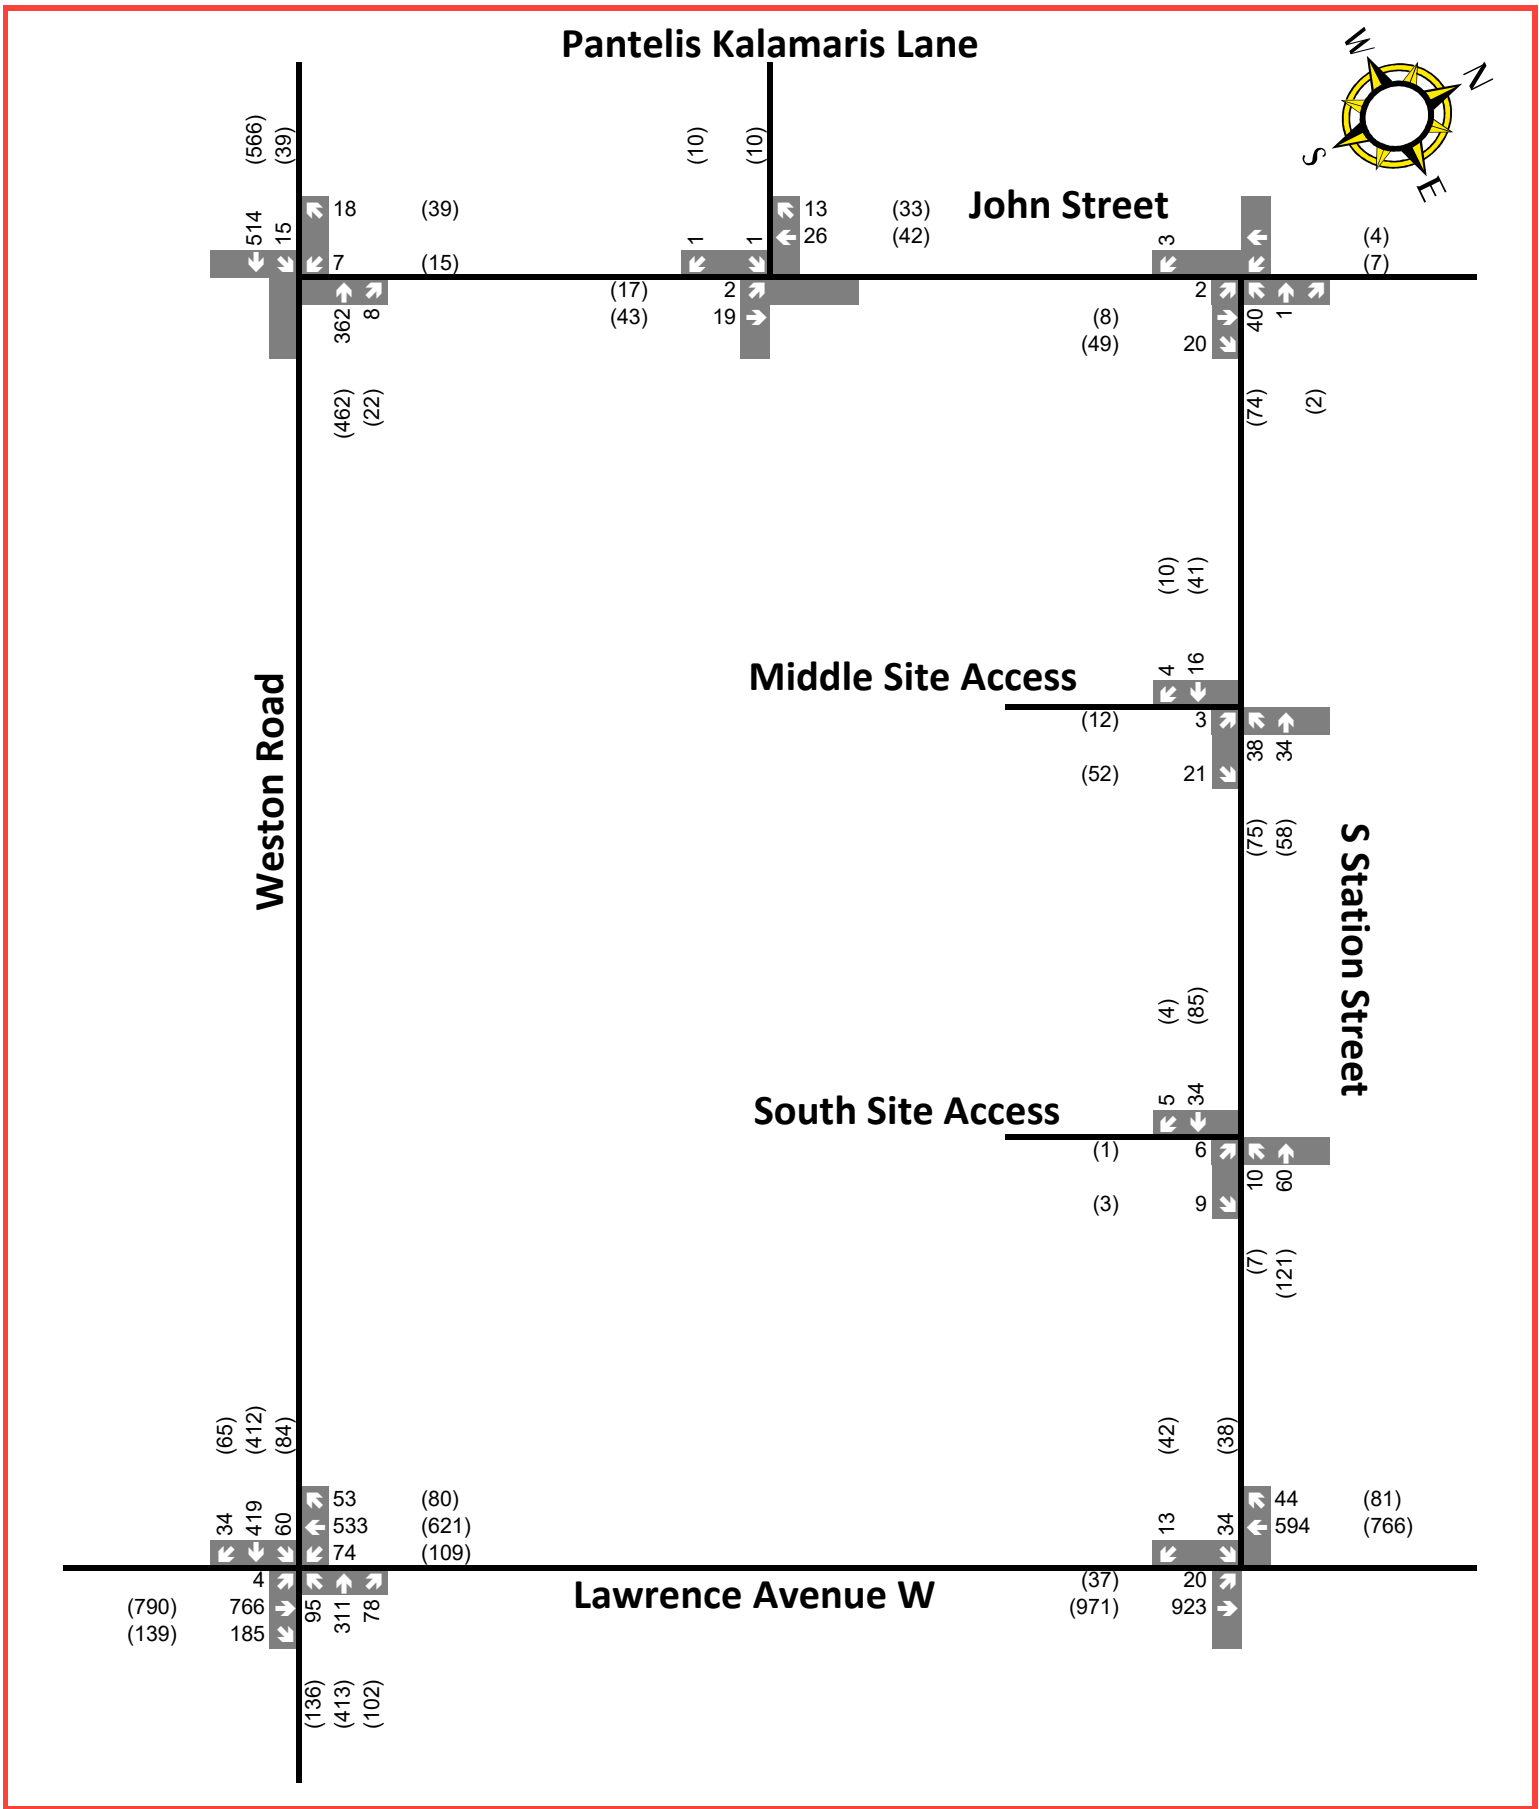 Pantelis Kalamaris Lane
W N
S E
(566) (39) (10) (10)
514 15 18 (39) 1 1 13 (33) John Street
26 (42) 3 (4)
7 (15) (7)
(17) 2 (8) 2
362 8 (43) 19 40 1
(49) 20
(462) (22) (74) (2)
(10) (41)
Middle Site Access 4 16
(12) 3
38 34
(52) 21
Weston Road
(75) (58)
S Station Street
(4) (85)
South Site Access 5 34
(1) 6
10 60
(3) 9
(7) (121)
(65) (412) (84) (42) (38)
34 419 60 53 (80) 13 34 44 (81)
533 (621) 594 (766)
74 (109)
4 Lawrence Avenue W (37) 20
(790) 766 95 311 78 (971) 923
(139) 185
(136) (413) (102)